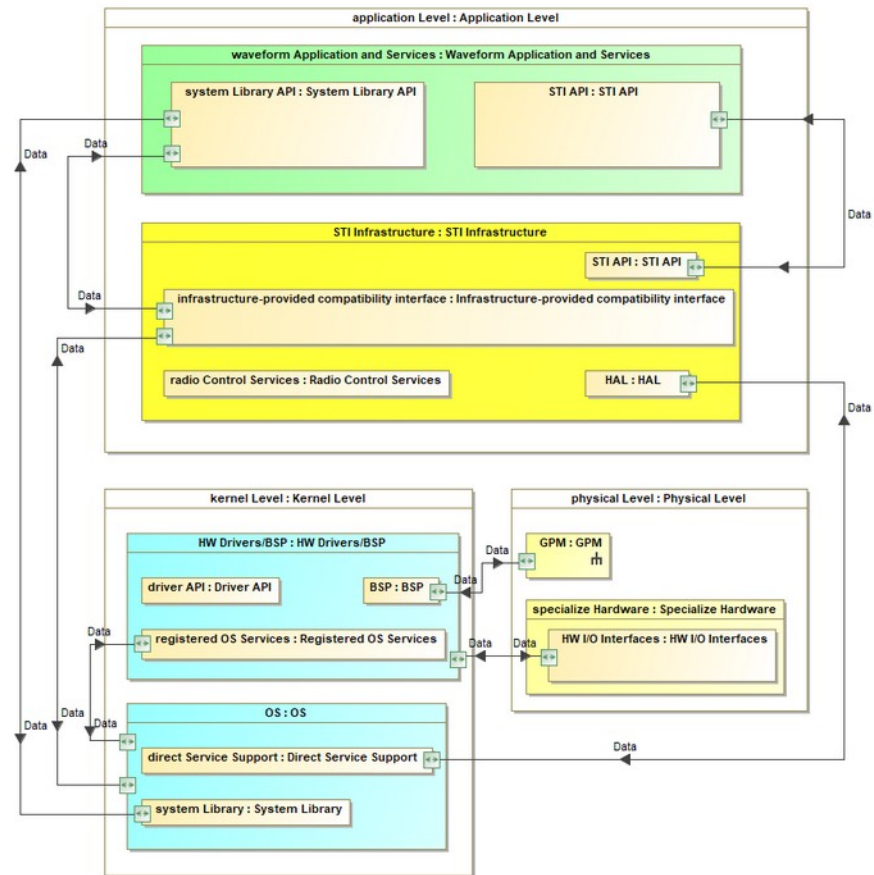 application Level : Application Level
waveform Application and Services : Waveform Application and Services
system Library API : System Library API
STI API : STI API
Data
Data
Data
STI Infrastructure : STI Infrastructure
STI API : STI API
Data
infrastructure-provided compatibility interface : Infrastructure-provided compatibility interface
Data
radio Control Services : Radio Control Services
HAL : HAL
Data
kernel Level : Kernel Level
physical Level : Physical Level
HW Drivers/BSP : HW Drivers/BSP
GPM : GPM
Data
driver API : Driver API
BSP : BSP
Data
specialize Hardware : Specialize Hardware
Data
registered OS Services : Registered OS Services
Data
Data
HW I/O Interfaces : HW I/O Interfaces
OS : OS
Data
Data
Data
Data
direct Service Support : Direct Service Support
system Library : System Library